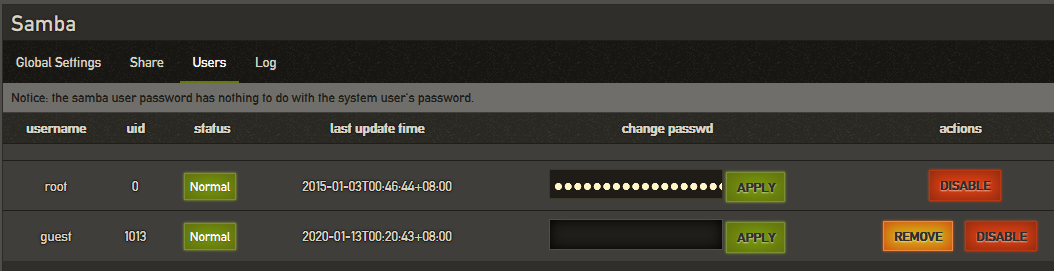 Samba
Global Settings Share Users Log
Notice: the samba user password has nothing to do with the system user's password.
username uid status last update time change passwd actions
root 0 Normal 2015-01-03T00:46:44+08:00 APPLY DISABLE
guest 1013 Normal 2020-01-13T00:20:43+08:00 APPLY REMOVE DISABLE